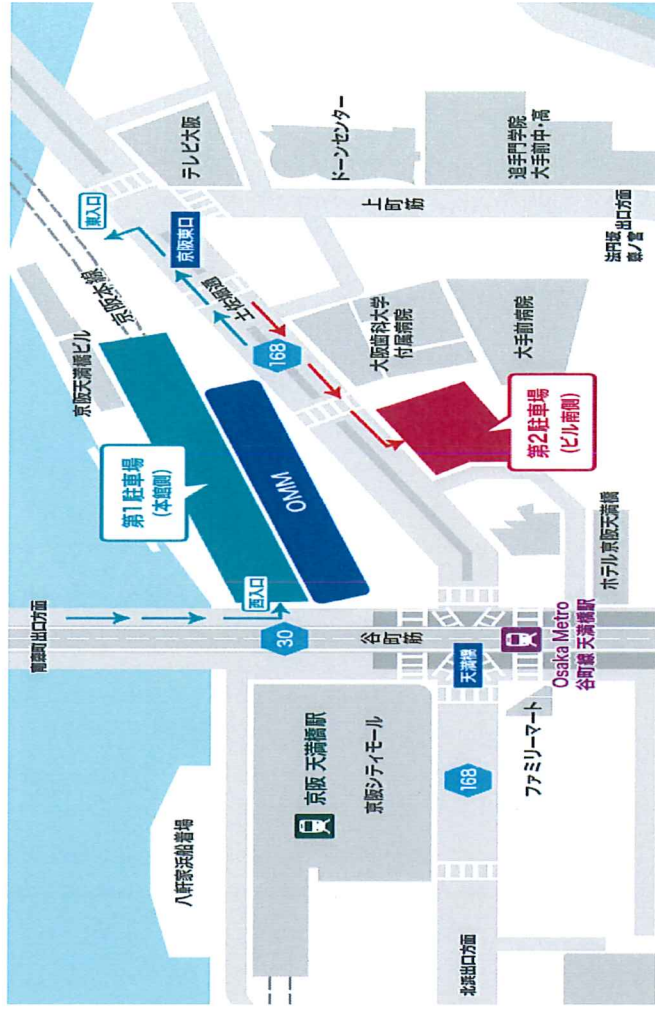 八軒家浜船着場
南森町出口方面
京阪天満橋ビル
京阪本線
東入口
第1駐車場
(本館側)
西入口
OMM
京阪東口
テレビ大阪
土佐堀通
168
30
谷町筋
京阪 天満橋駅
京阪シティモール
天満橋
168
北浜出口方面
ファミリーマート
Osaka Metro
谷町線 天満橋駅
ホテル京阪天満橋
第2駐車場
(ビル南側)
大阪歯科大学
付属病院
大手前病院
上町筋
ドーンセンター
追手門学院
大手前中・高
法円坂 出口方面
森ノ宮